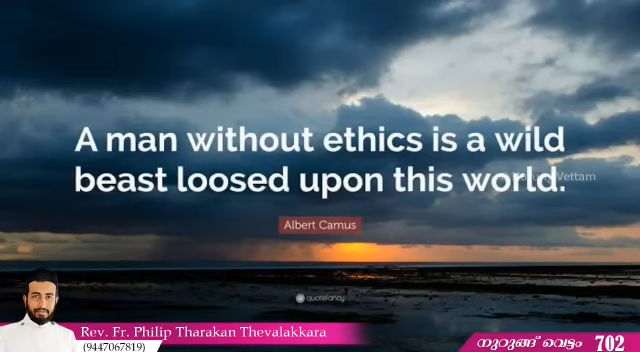 A man without ethics is a wild
beast loosed upon this world.
Vettam
Albert Camus
quotefancy
Rev. Fr. Philip Tharakan Thevalakkara
(9447067819)
നുറുങ്ങ് വെട്ടം 702